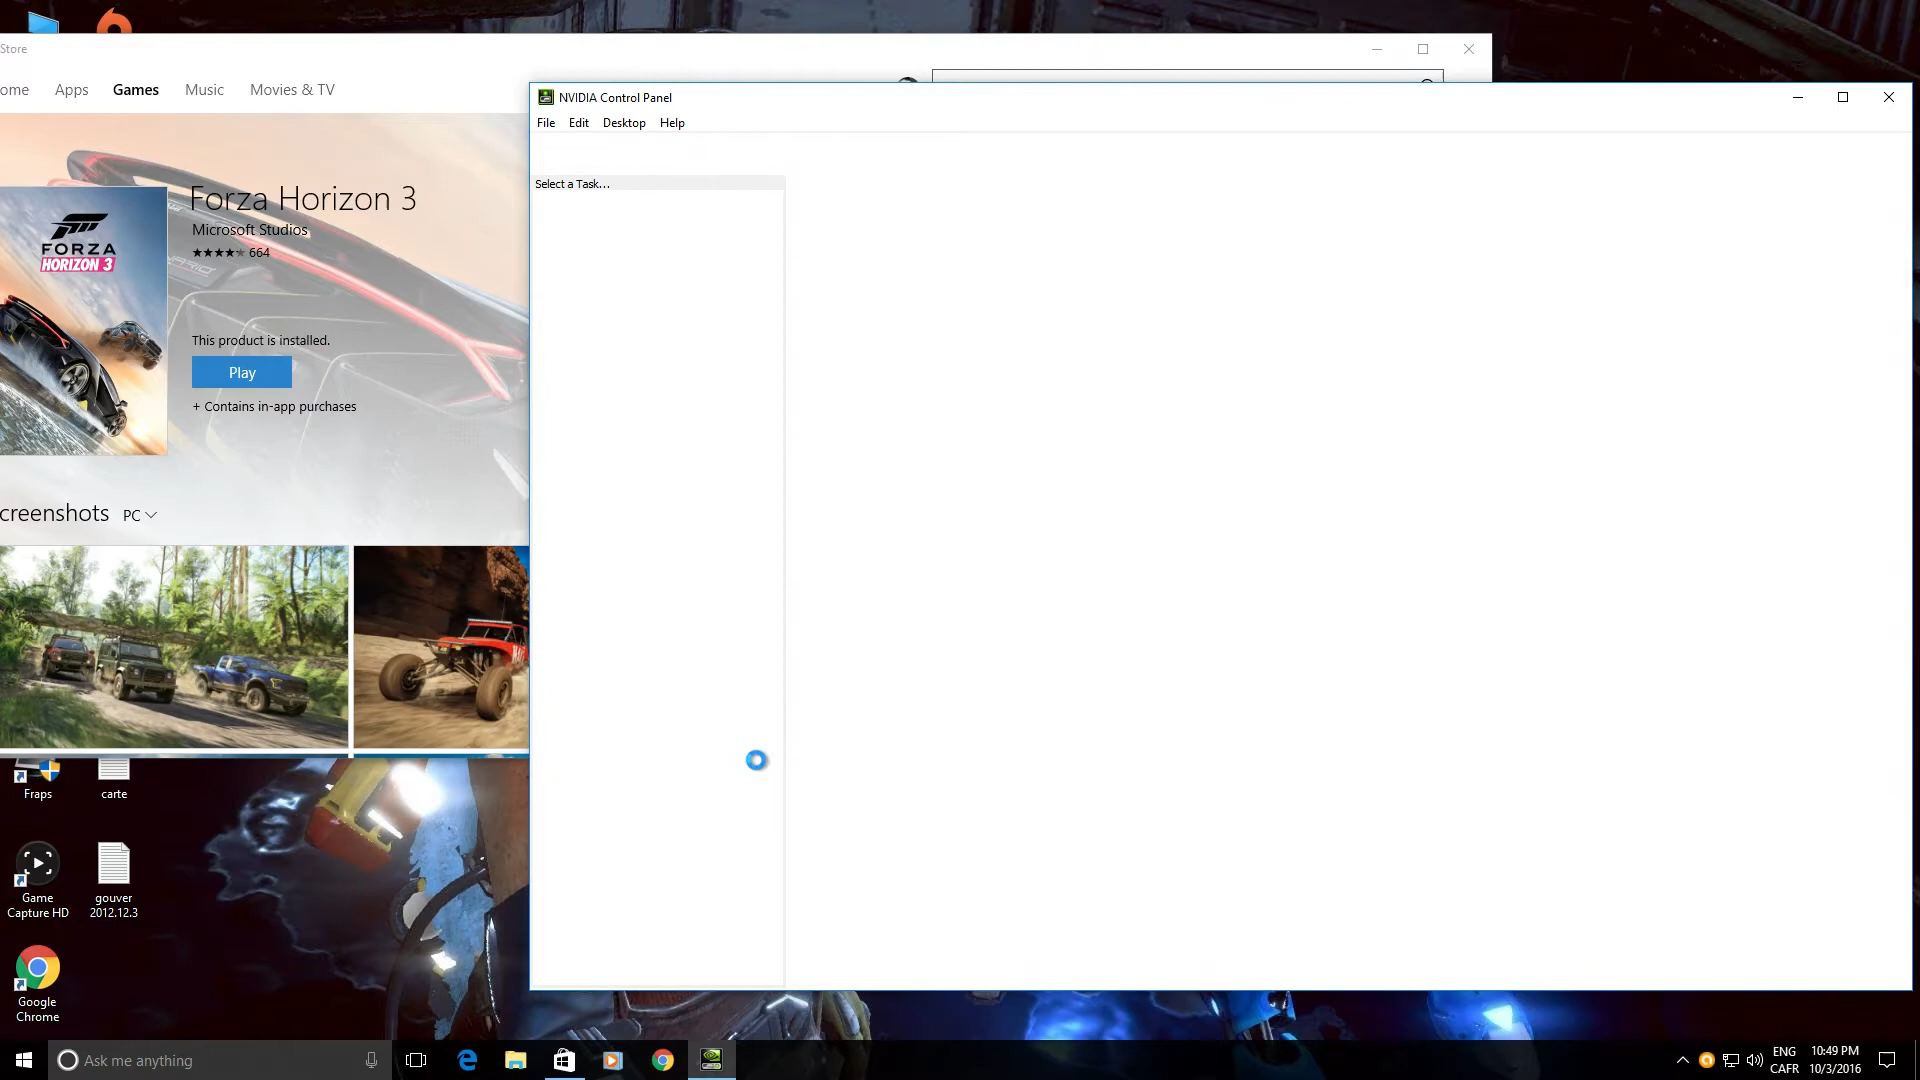 Store
ome Apps Games Music Movies & TV
Forza Horizon 3
Microsoft Studios
★★★★★ 664
FORZA
HORIZON 3
This product is installed.
Play
+ Contains in-app purchases
creenshots PC
NVIDIA Control Panel
File Edit Desktop Help
Select a Task...
Fraps
carte
Game
Capture HD
gouver
2012.12.3
Google
Chrome
Ask me anything
ENG
CAFR
10:49 PM
10/3/2016